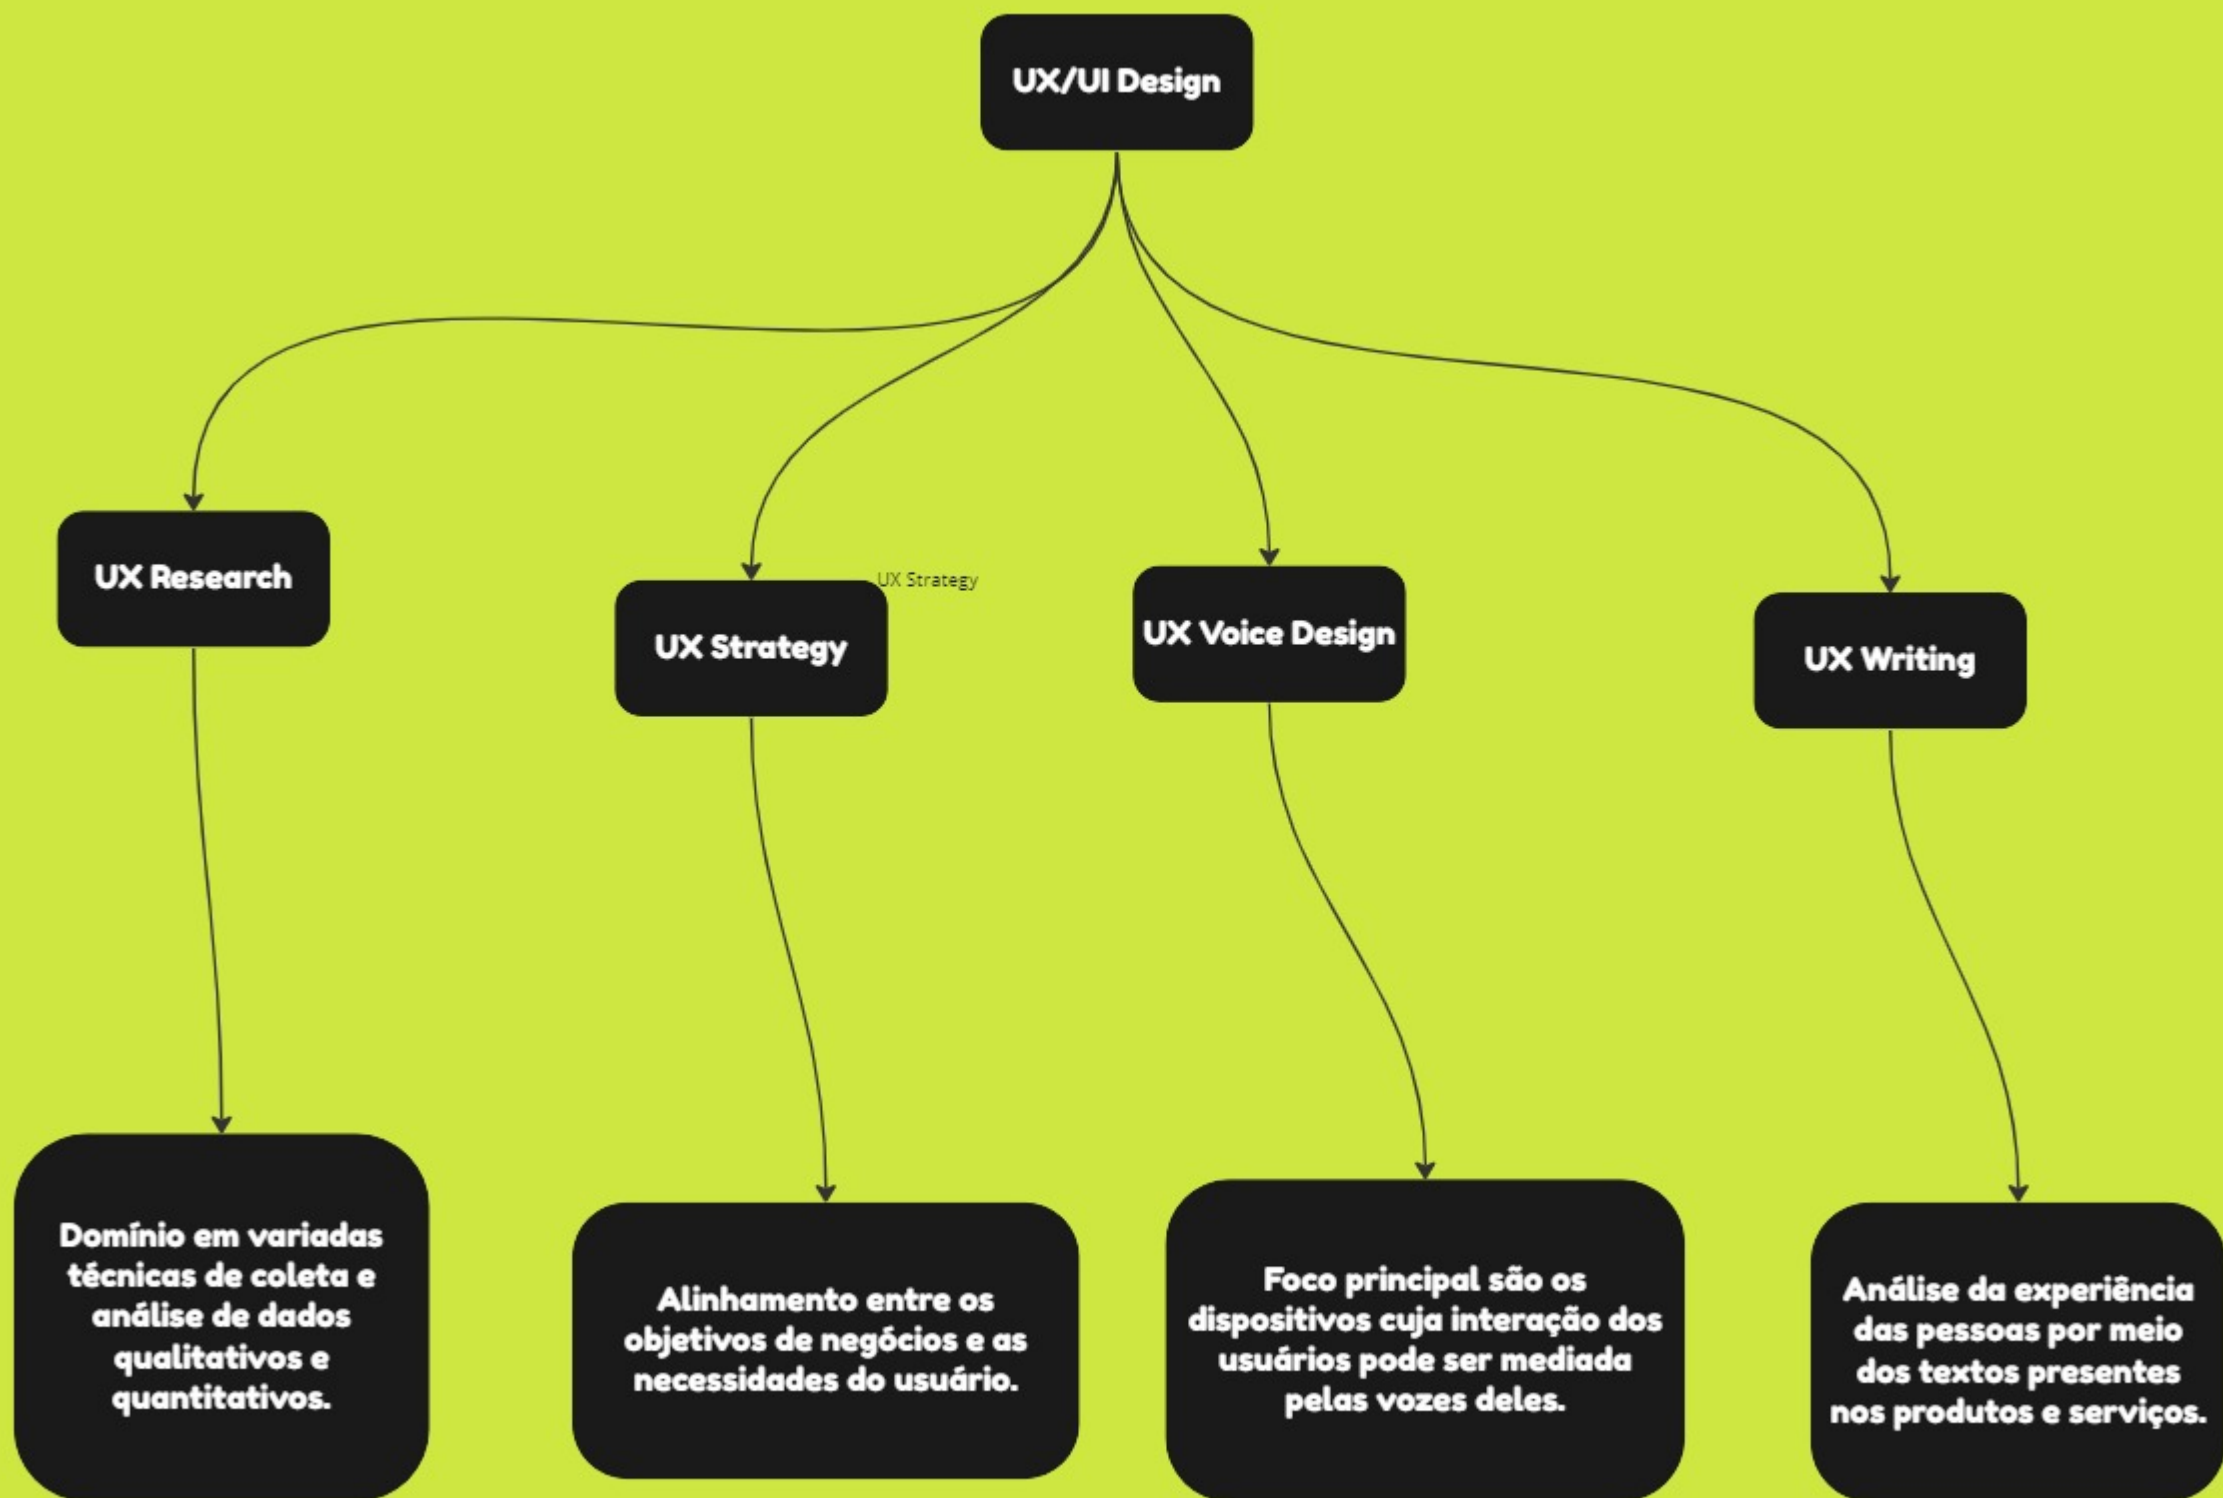 UX/UI Design
UX Research
UX Strategy
UX Strategy
UX Voice Design
UX Writing
Domínio em variadas
técnicas de coleta e
análise de dados
qualitativos e
quantitativos.
Alinhamento entre os
objetivos de negócios e as
necessidades do usuário.
Foco principal são os
dispositivos cuja interação dos
usuários pode ser mediada
pelas vozes deles.
Análise da experiência
das pessoas por meio
dos textos presentes
nos produtos e serviços.